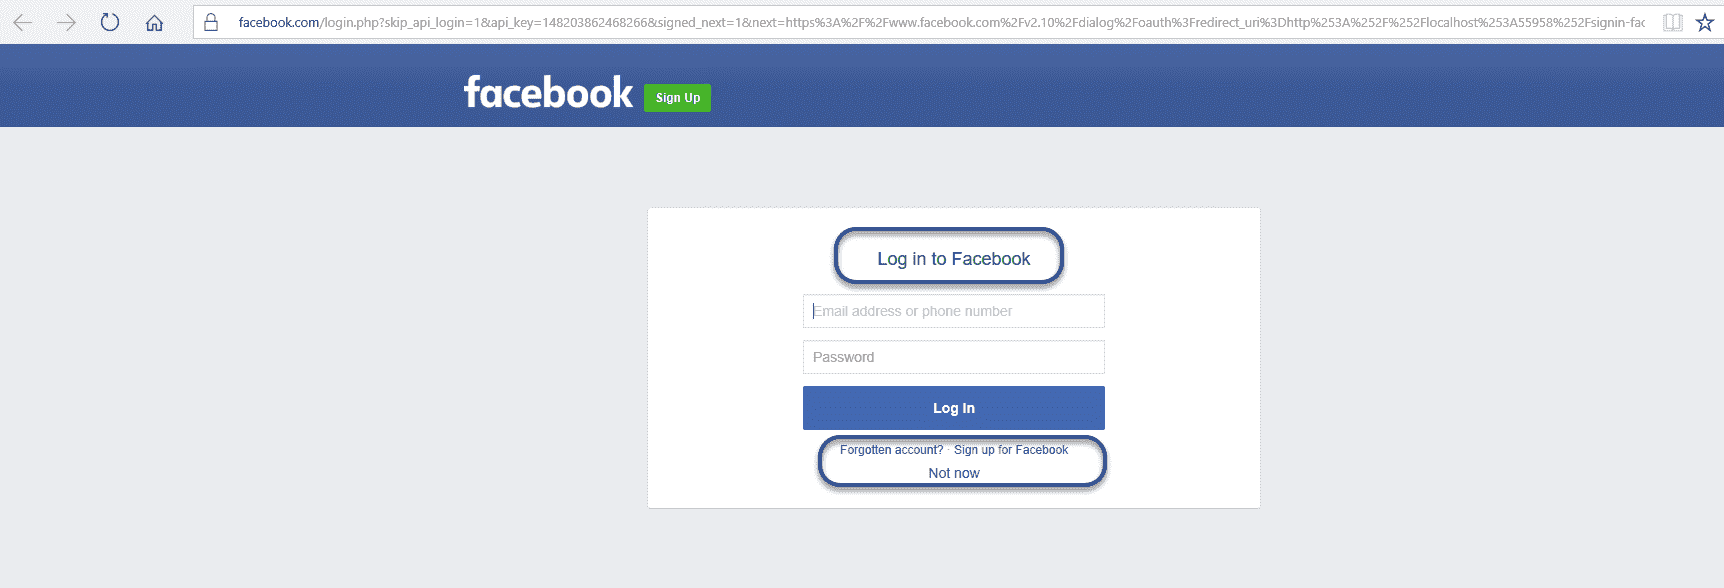 facebook.com/login.php?skip_api_login=1&api_key=148203862468266&signed_next=1&next=https%3A%2F%2Fwww.facebook.com%2Fv2.10%2Fdialog%2Foauth%3Fredirect_uri%3Dhttp%253A%252F%252Flocalhost%253A55958%252Fsignin-fac
facebook Sign Up
Log in to Facebook
Email address or phone number
Password
Log In
Forgotten account? · Sign up for Facebook
Not now